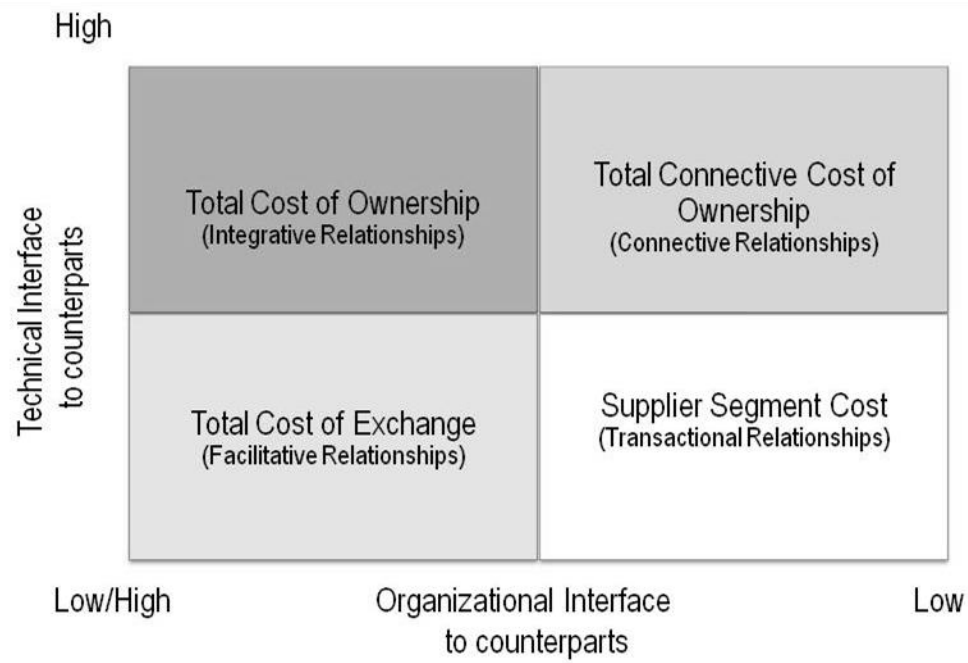 High
Technical Interface
to counterparts
Total Cost of Ownership
(Integrative Relationships)
Total Connective Cost of
Ownership
(Connective Relationships)
Total Cost of Exchange
(Facilitative Relationships)
Supplier Segment Cost
(Transactional Relationships)
Low/High
Organizational Interface
to counterparts
Low